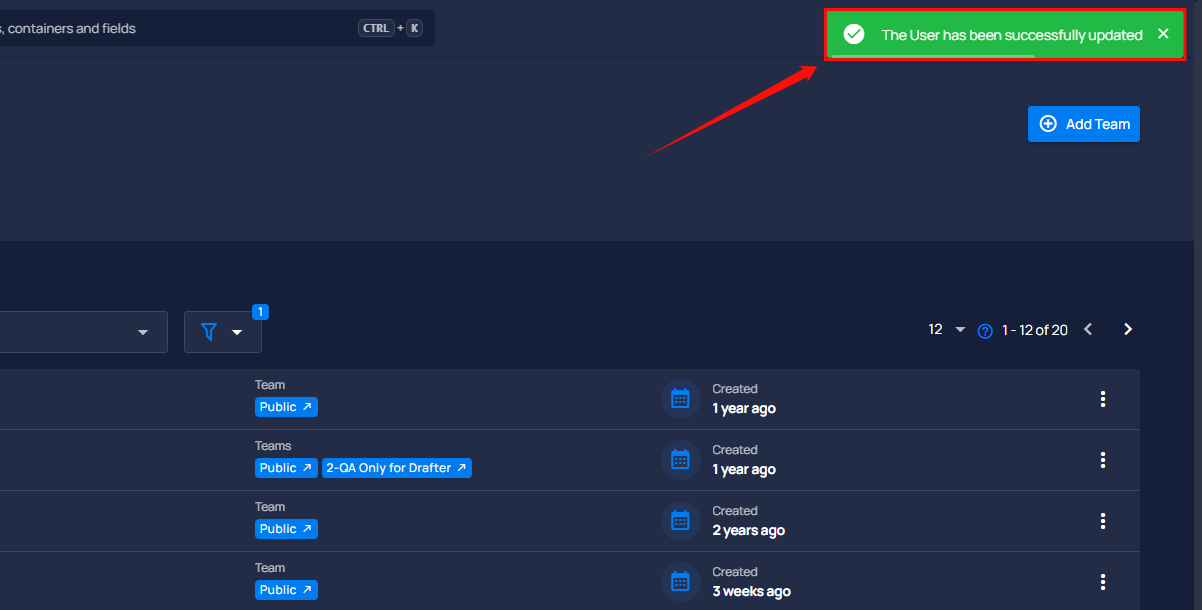 , containers and fields
CTRL + K
The User has been successfully updated
Add Team
1
12
1 - 12 of 20
Team
Public
Created
1 year ago
Teams
Public 2-QA Only for Drafter
Created
1 year ago
Team
Public
Created
2 years ago
Team
Public
Created
3 weeks ago